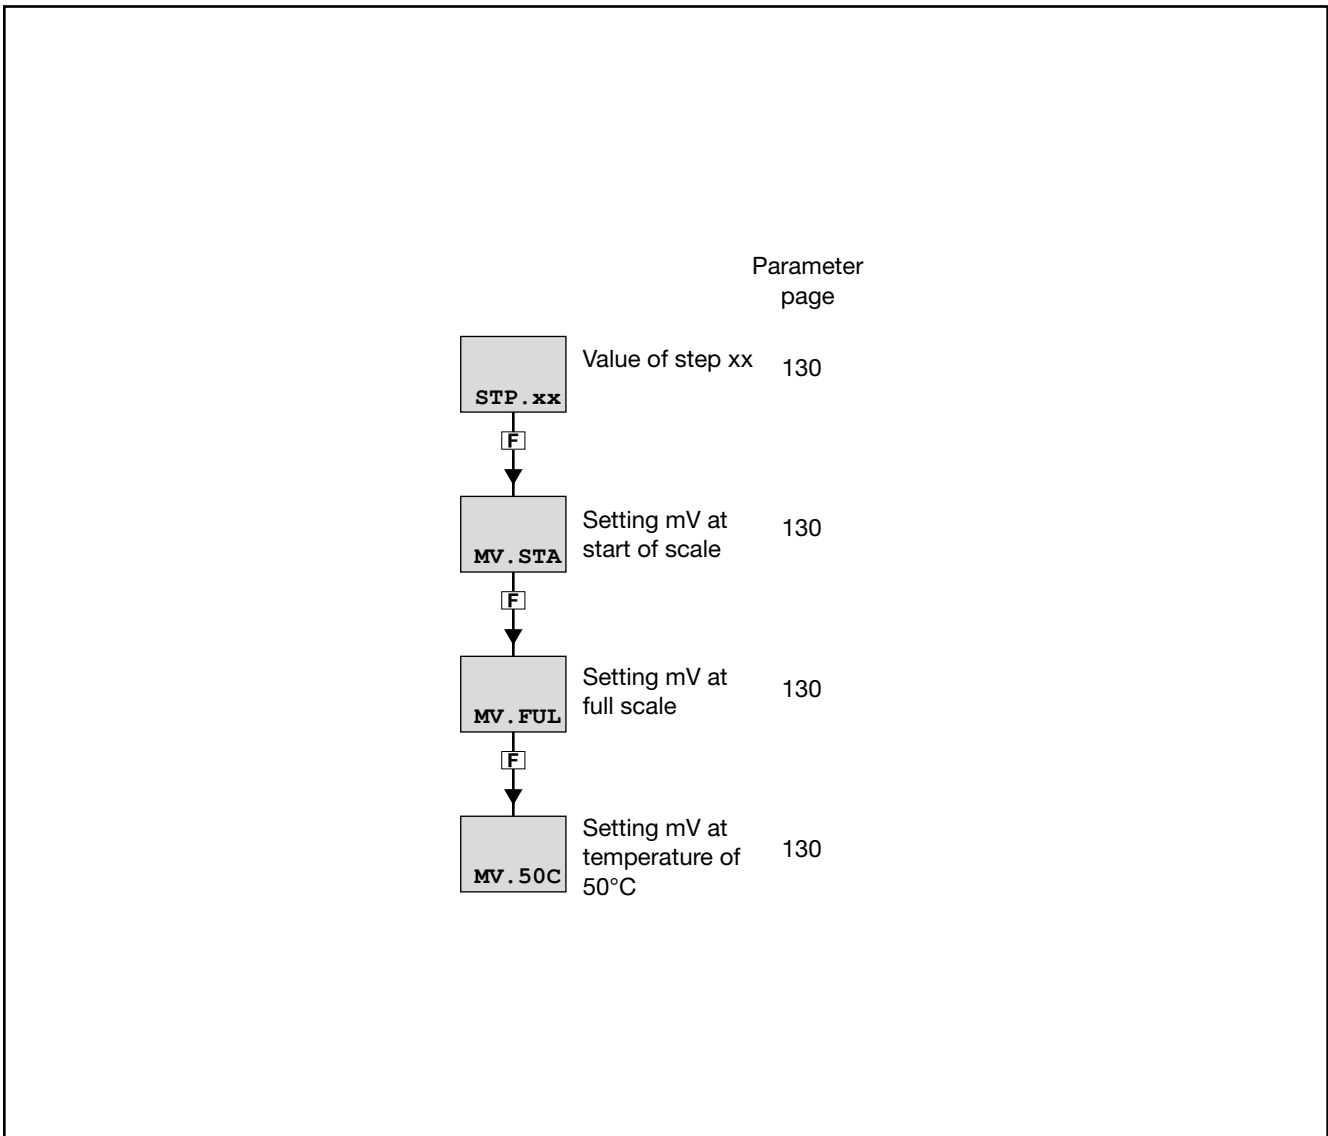 Parameter
page
Value of step xx
130
STP.xx
F
Setting mV at
start of scale
130
MV.STA
F
Setting mV at
full scale
130
MV.FUL
F
Setting mV at
temperature of
50°C
130
MV.50C